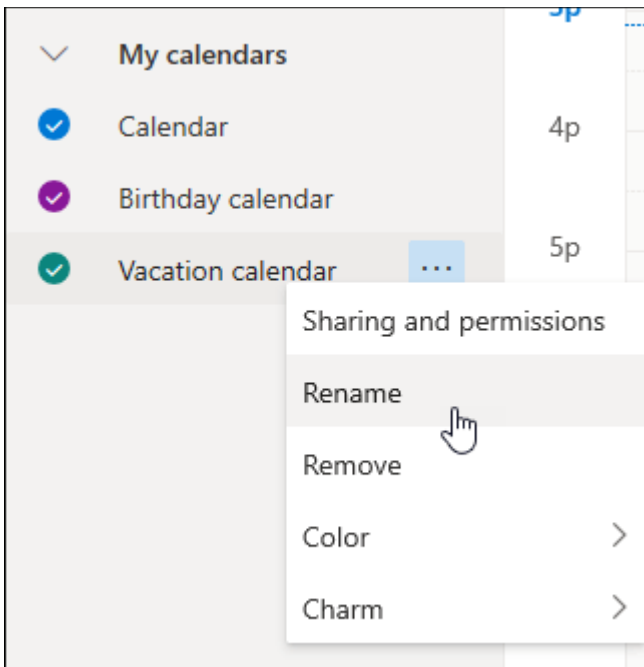 My calendars
Calendar
Birthday calendar
Vacation calendar
...
Sharing and permissions
Rename
Remove
Color
Charm
4p
5p